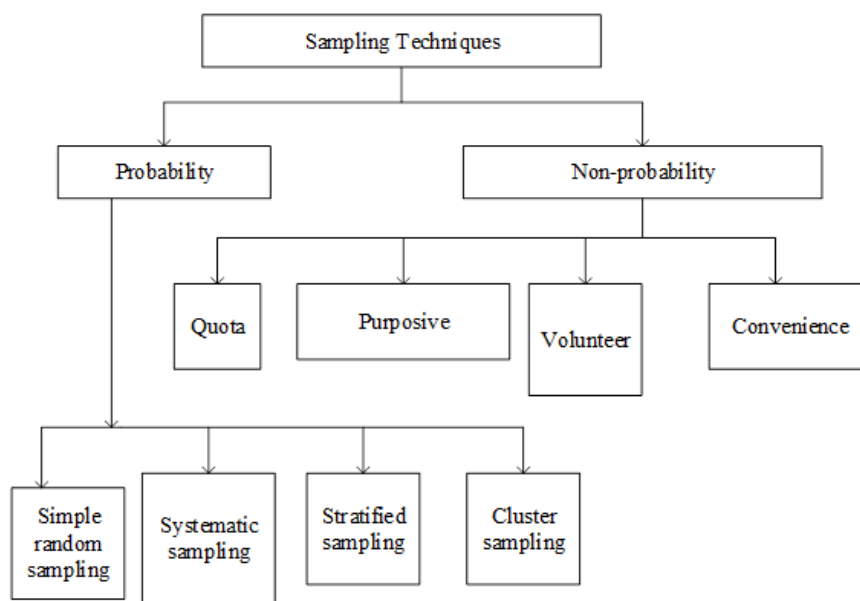 Sampling Techniques
Probability
Non-probability
Quota
Purposive
Volunteer
Convenience
Simple
random
sampling
Systematic
sampling
Stratified
sampling
Cluster
sampling